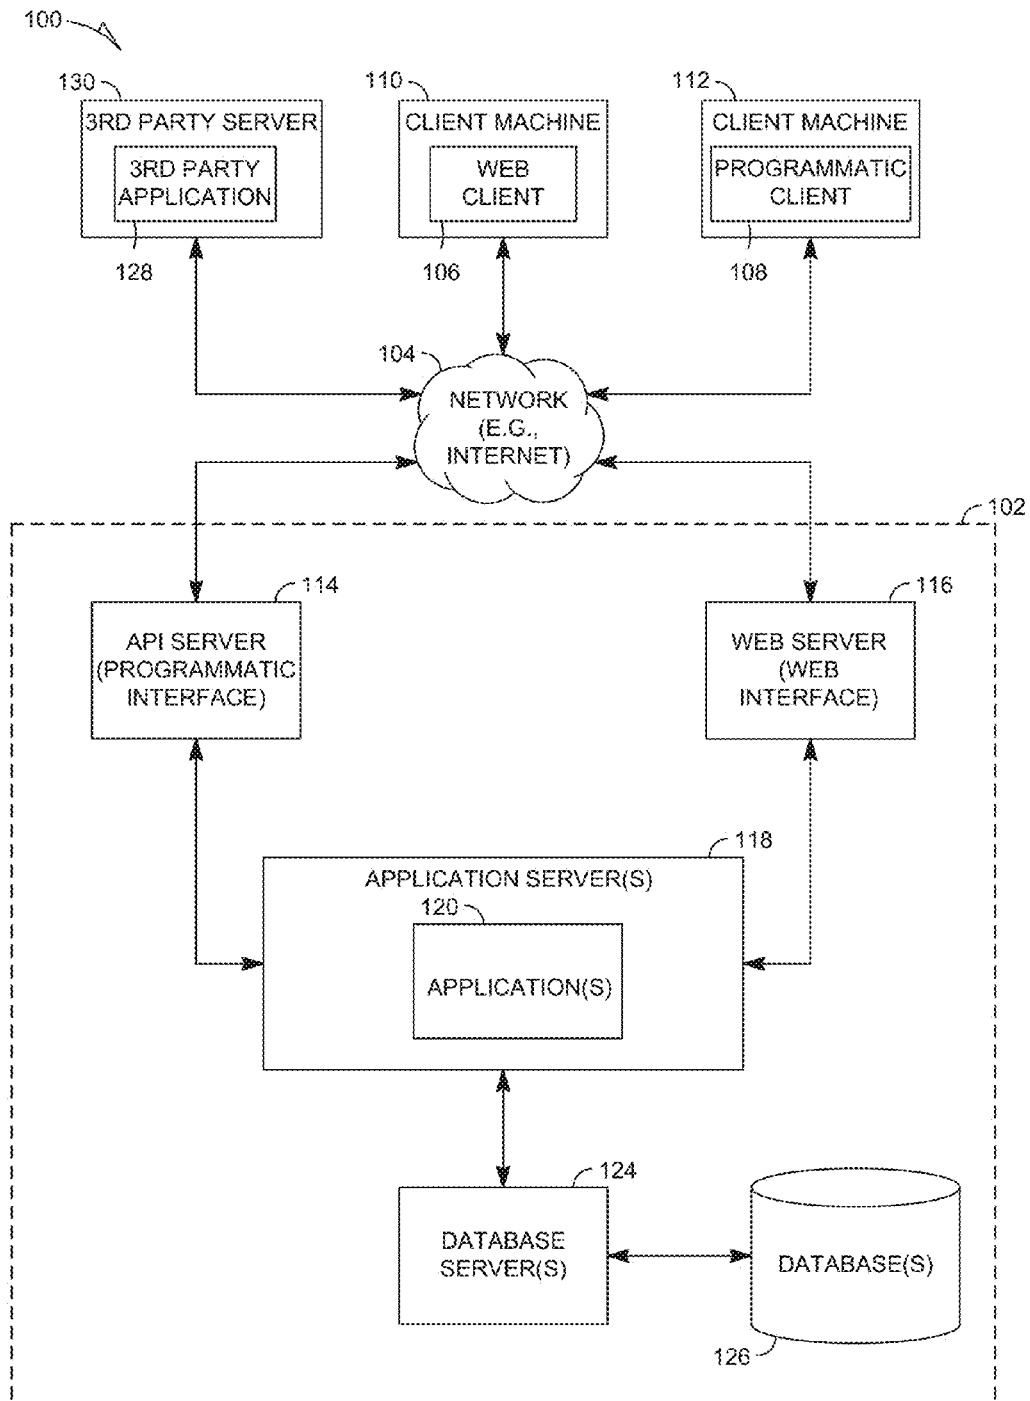 100
130
110
112
3RD PARTY SERVER
3RD PARTY
APPLICATION
CLIENT MACHINE
WEB
CLIENT
CLIENT MACHINE
PROGRAMMATIC
CLIENT
128
106
108
104
NETWORK
(E.G.,
INTERNET)
102
114
116
API SERVER
(PROGRAMMATIC
INTERFACE)
WEB SERVER
(WEB
INTERFACE)
118
APPLICATION SERVER(S)
120
APPLICATION(S)
124
DATABASE
SERVER(S)
DATABASE(S)
126